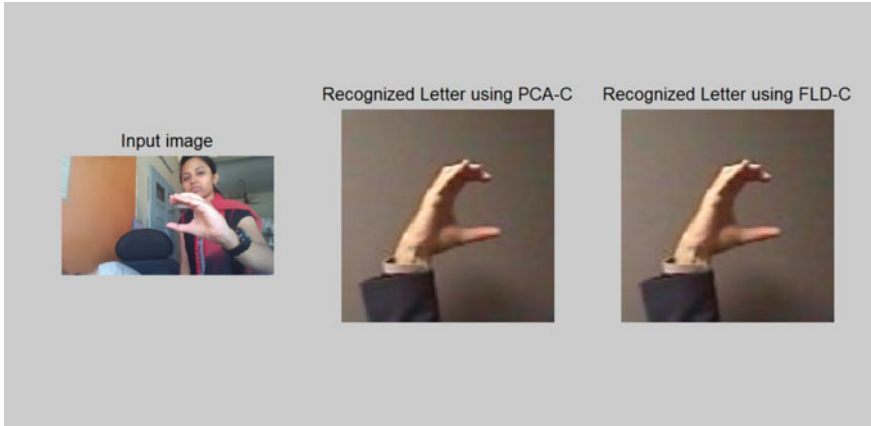 Input image
Recognized Letter using PCA-C
Recognized Letter using FLD-C